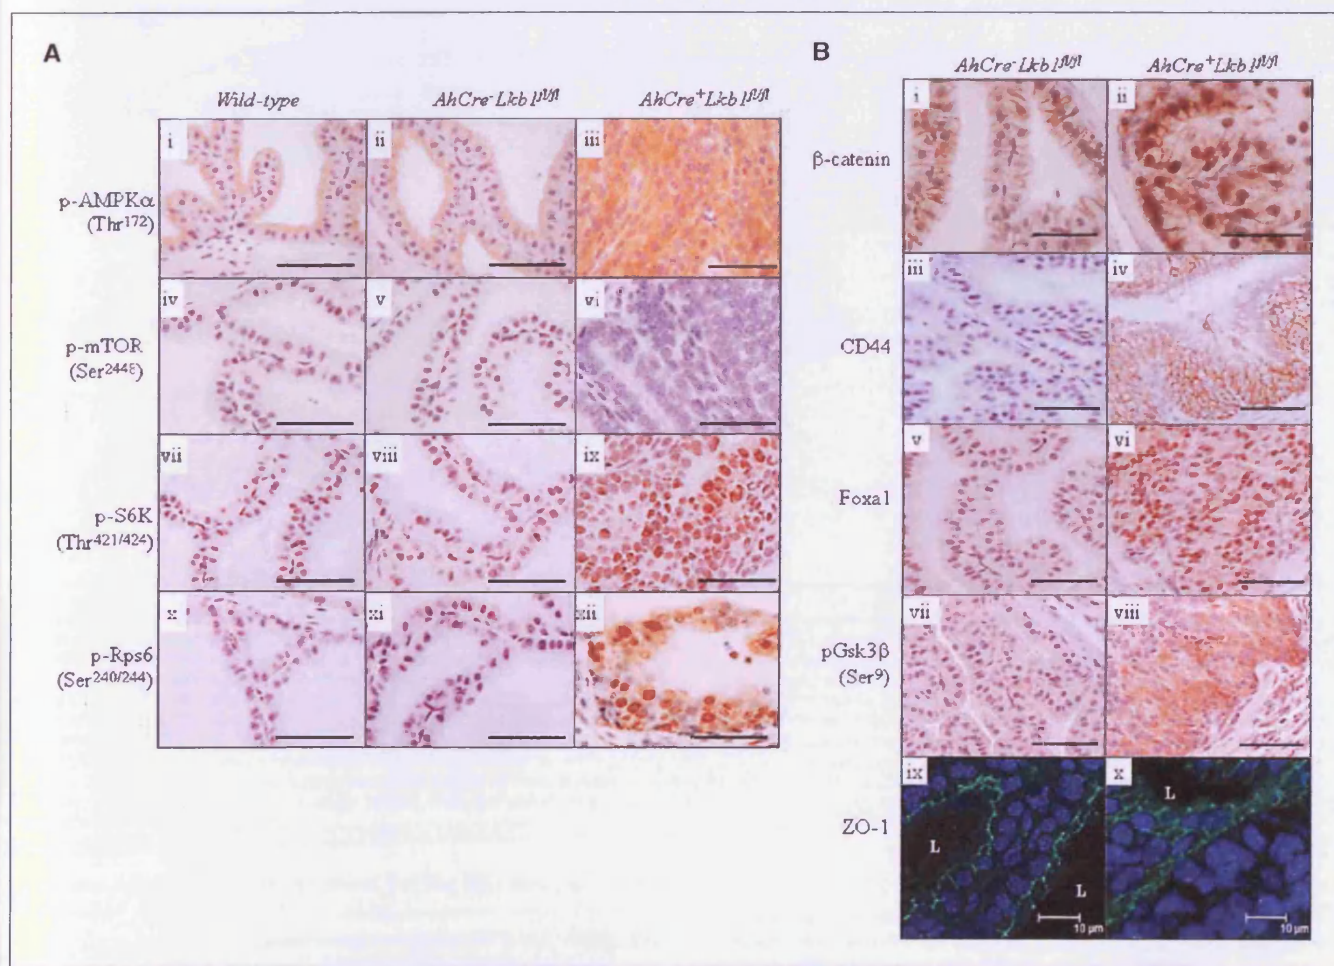 A
Wild-type AhCre⁻Lkb1ᶠˡ/ᶠˡ AhCre⁺Lkb1ᶠˡ/ᶠˡ
i ii iii
p-AMPKα
(Thr¹⁷²)
iv v vi
p-mTOR
(Ser²⁴⁴⁸)
vii viii ix
p-S6K
(Thr⁴²¹/⁴²⁴)
x xi xii
p-Rps6
(Ser²⁴⁰/²⁴⁴)
B
AhCre⁻Lkb1ᶠˡ/ᶠˡ AhCre⁺Lkb1ᶠˡ/ᶠˡ
i ii
β-catenin
iii iv
CD44
v vi
Foxa1
vii viii
pGsk3β
(Ser⁹)
ix x
ZO-1
L L
L
10 μm 10 μm